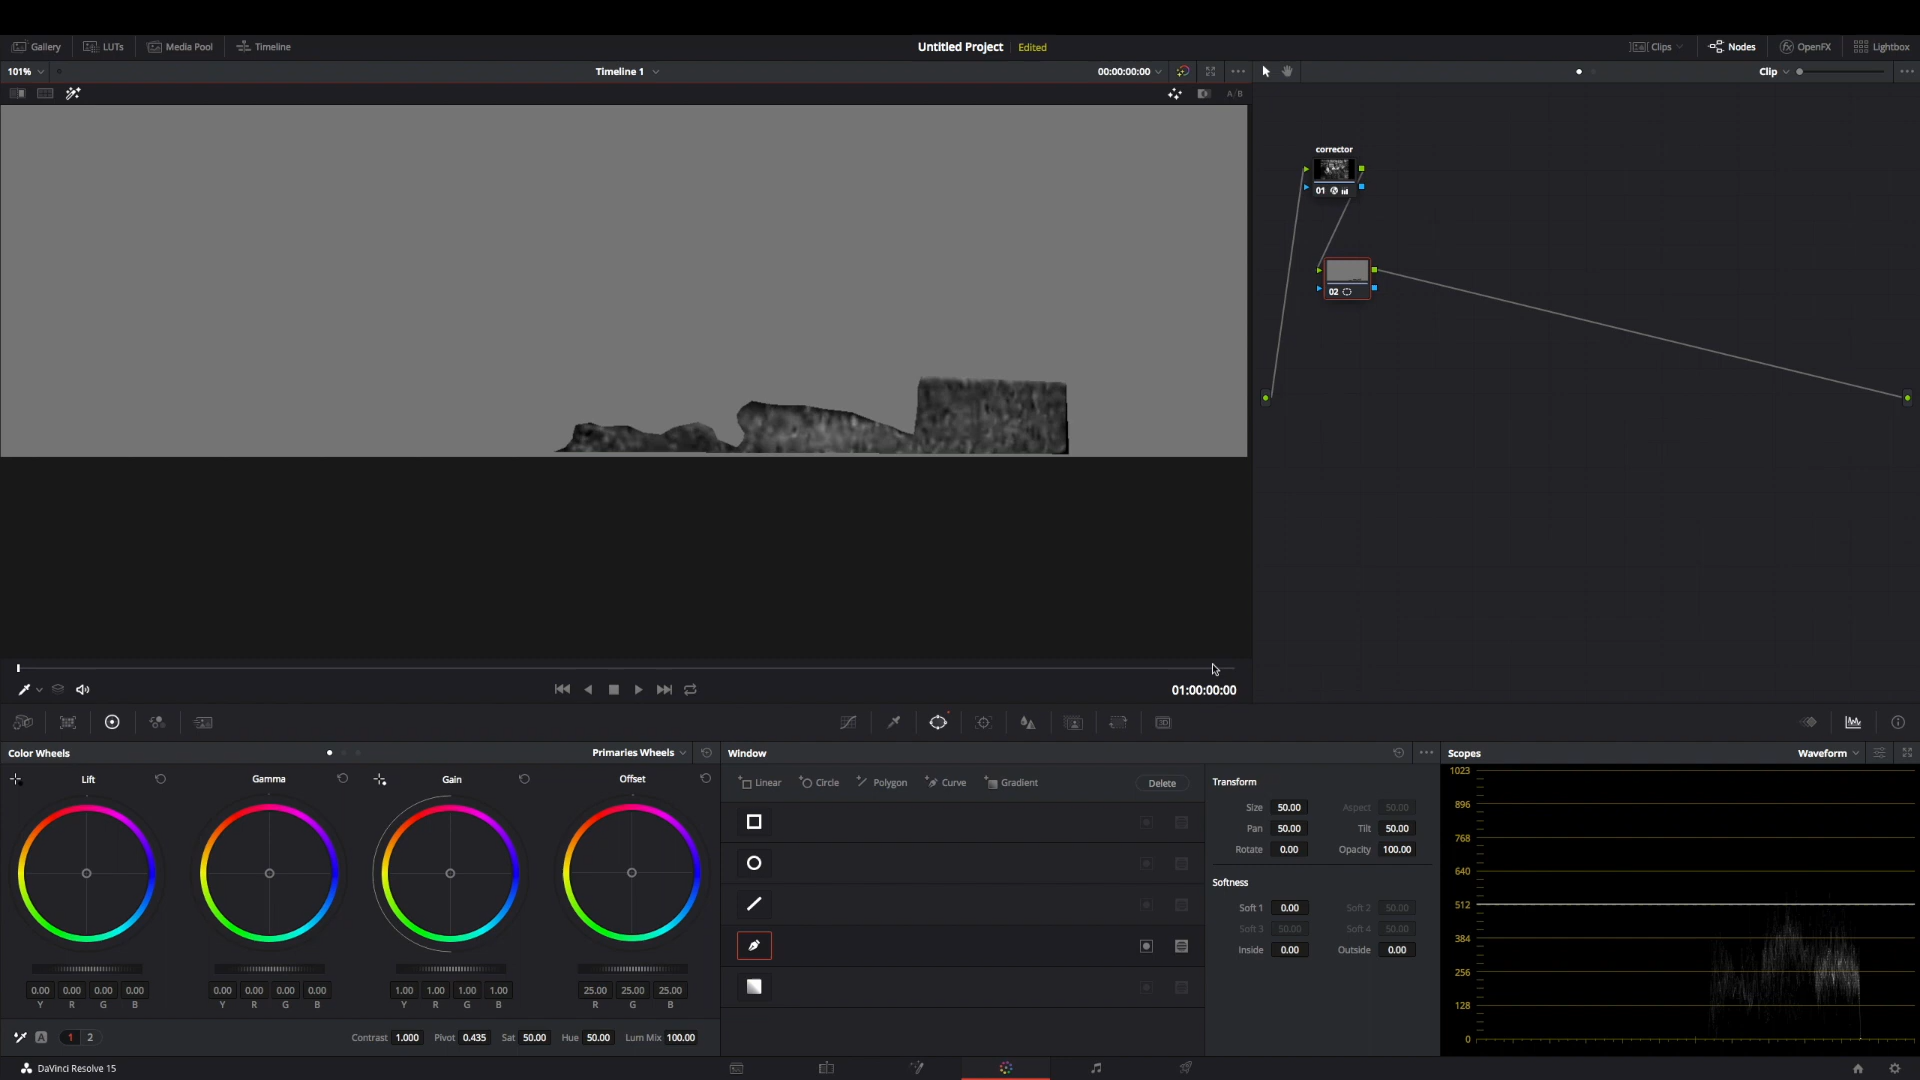 Gallery LUTs Media Pool Timeline Untitled Project Edited Clips Nodes OpenFX Lightbox
101% Timeline 1 00:00:00:00 Clip
A/B
corrector
01
02
01:00:00:00
Color Wheels Primaries Wheels Window Scopes Waveform
Lift Gamma Gain Offset
Linear Circle Polygon Curve Gradient Delete
Transform
Size 50.00 Aspect 50.00
Pan 50.00 Tilt 50.00
Rotate 0.00 Opacity 100.00
Softness
Soft 1 0.00 Soft 2 50.00
Soft 3 50.00 Soft 4 50.00
Inside 0.00 Outside 0.00
1023
896
768
640
512
384
256
128
0
0.00 0.00 0.00 0.00 0.00 0.00 0.00 0.00 1.00 1.00 1.00 1.00 25.00 25.00 25.00
Y R G B Y R G B Y R G B R G B
A 1 2 Contrast 1.000 Pivot 0.435 Sat 50.00 Hue 50.00 Lum Mix 100.00
DaVinci Resolve 15